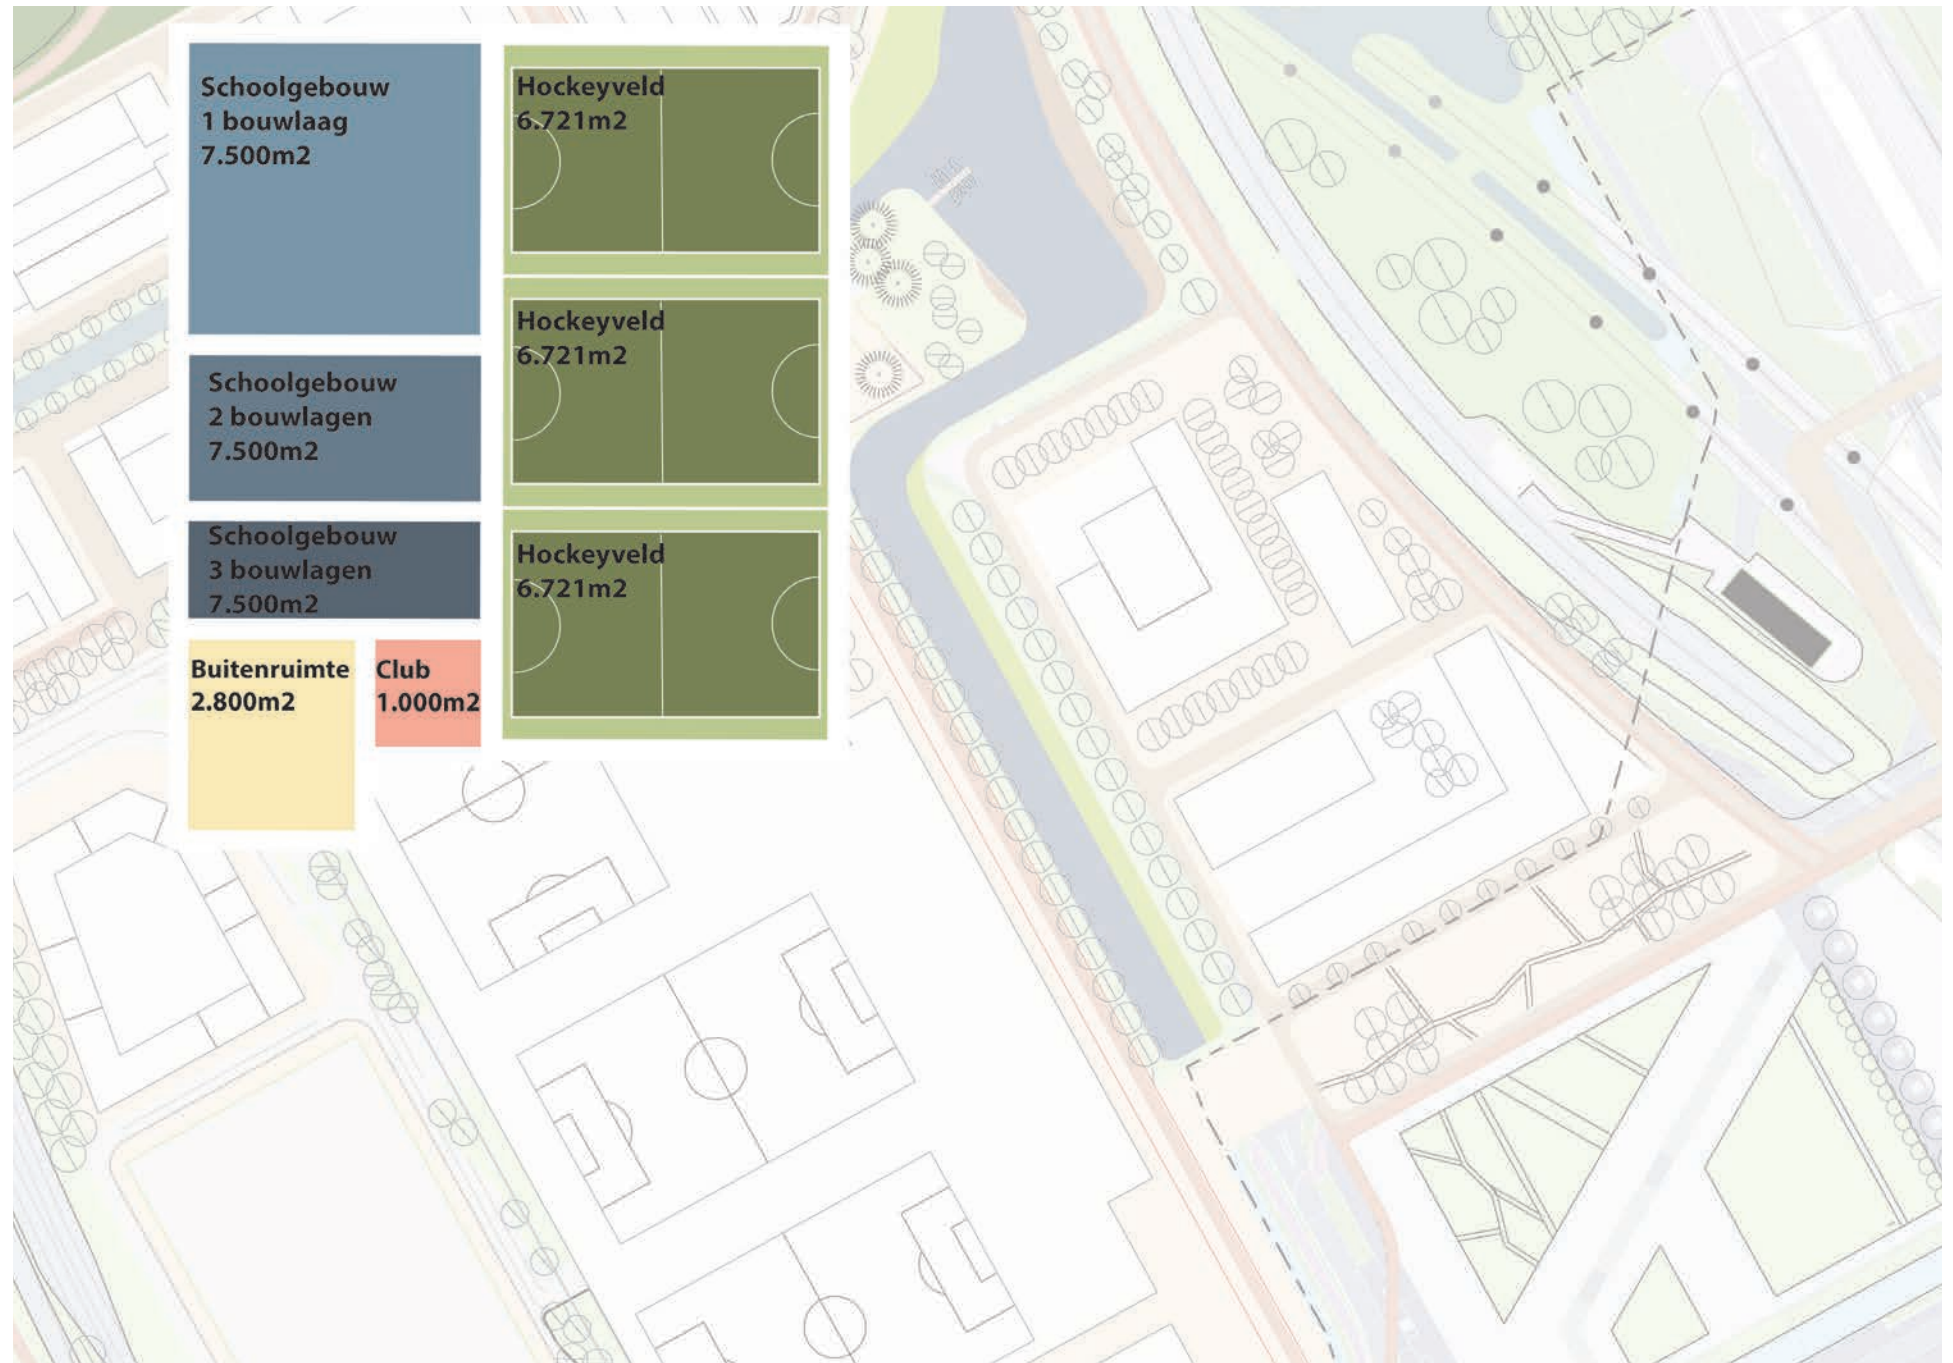 Schoolgebouw
1 bouwlaag
7.500m2
Schoolgebouw
2 bouwlagen
7.500m2
Schoolgebouw
3 bouwlagen
7.500m2
Buitenruimte
2.800m2
Club
1.000m2
Hockeyveld
6.721m2
Hockeyveld
6.721m2
Hockeyveld
6.721m2